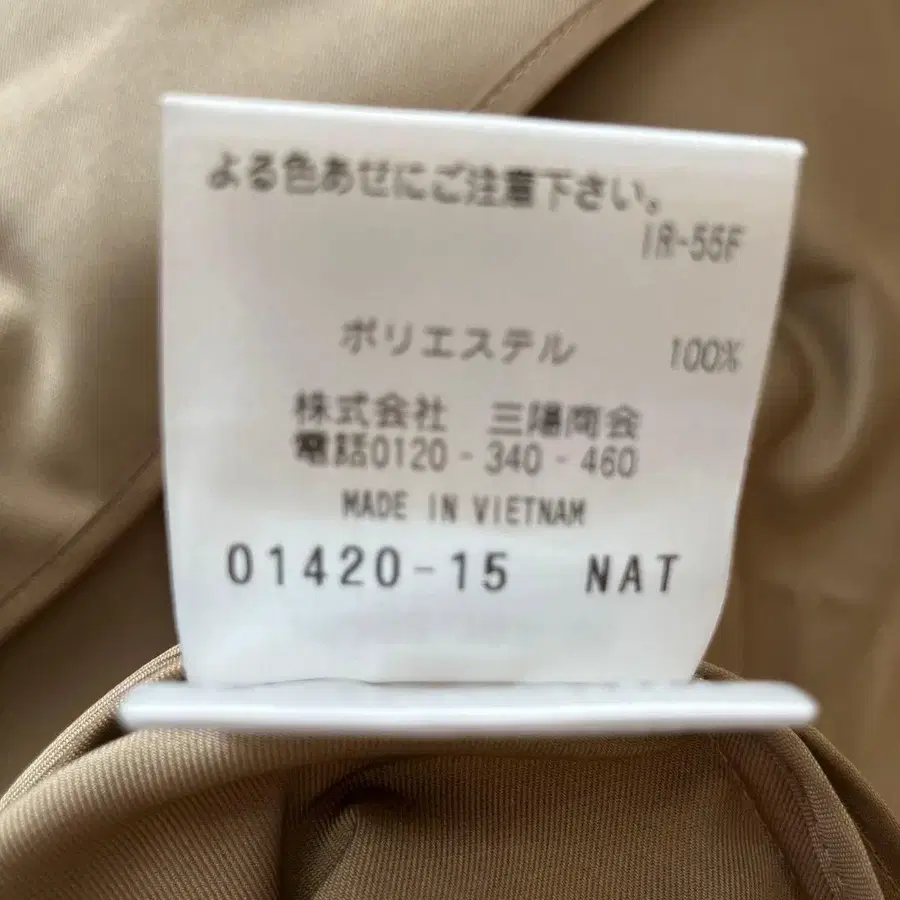 よる色あせにご注意下さい。
IR-55F
ポリエステル 100%
株式会社 三陽商会
電話0120-340-460
MADE IN VIETNAM
01420-15 NAT